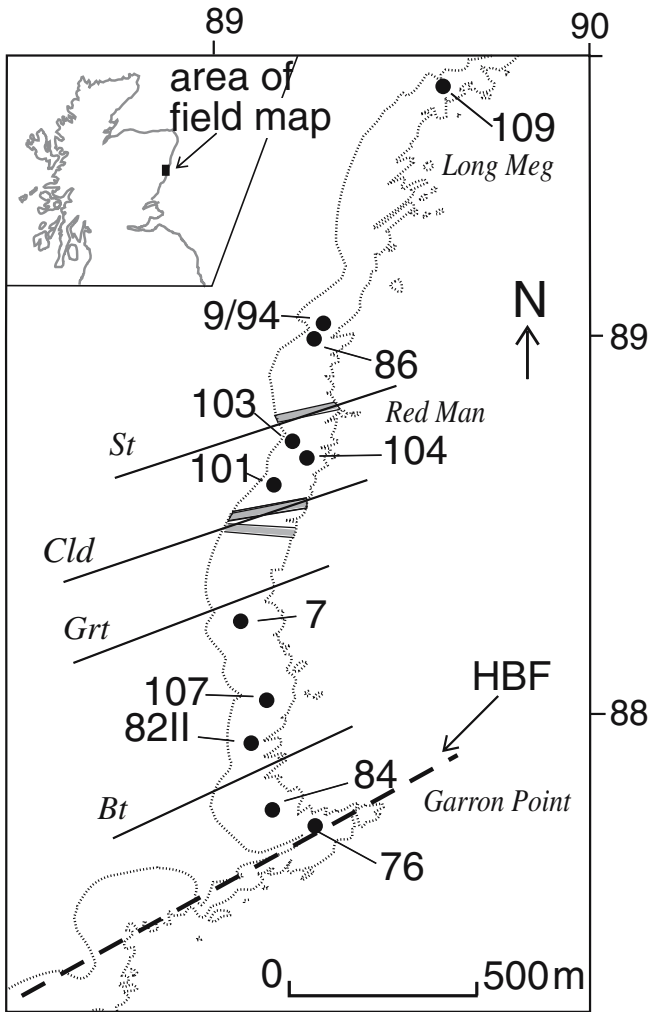 89
90
area of
field map
109
Long Meg
9/94
N
89
86
103
Red Man
St
104
101
Cld
Grt
7
HBF
107
88
82II
84
Bt
Garron Point
76
0
500 m